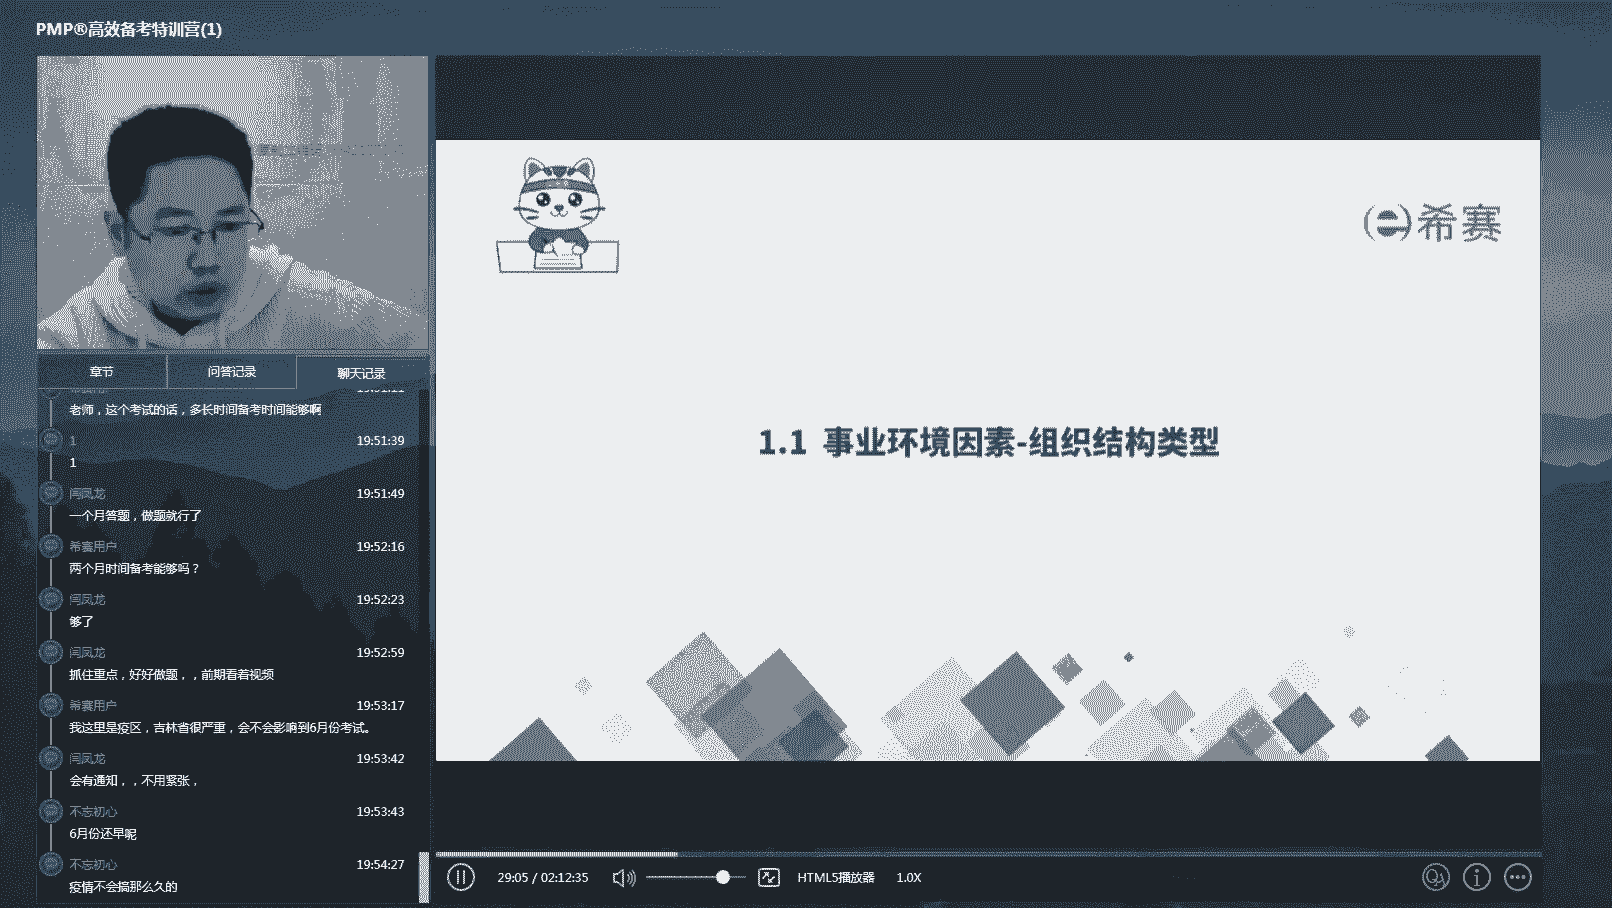 PMP®高效备考特训营(1)
希赛
1.1 事业环境因素-组织结构类型
章节
问答记录
聊天记录
老师，这个考试的话，多长时间备考时间能够啊
1 19:51:39
1
闫凤龙 19:51:49
一个月答题，做题就行了
希赛用户 19:52:16
两个月时间备考能够吗？
闫凤龙 19:52:23
够了
闫凤龙 19:52:59
抓住重点，好好做题，，前期看着视频
希赛用户 19:53:17
我这里是疫区，吉林省很严重，会不会影响到6月份考试。
闫凤龙 19:53:42
会有通知，，不用紧张，
不忘初心 19:53:43
6月份还早呢
不忘初心 19:54:27
疫情不会搞那么久的
29:05 / 02:12:35
HTML5播放器
1.0X